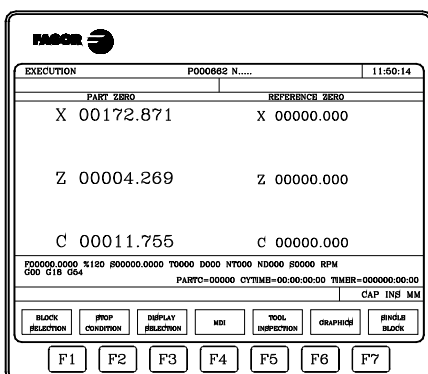 FAGOR
EXECUTION P000662 N..... 11:50:14
PART ZERO REFERENCE ZERO
X 00172.871 X 00000.000
Z 00004.269 Z 00000.000
C 00011.755 C 00000.000
F00000.0000 %120 S00000.0000 T0000 D000 NT000 ND000 S0000 RPM
G00 G18 G54
PARTC=00000 CYTIME=00:00:00:00 TIMER=000000:00:00
CAP INS MM
BLOCK SELECTION STOP CONDITION DISPLAY SELECTION MDI TOOL INSPECTION GRAPHICS SINGLE BLOCK
F1 F2 F3 F4 F5 F6 F7